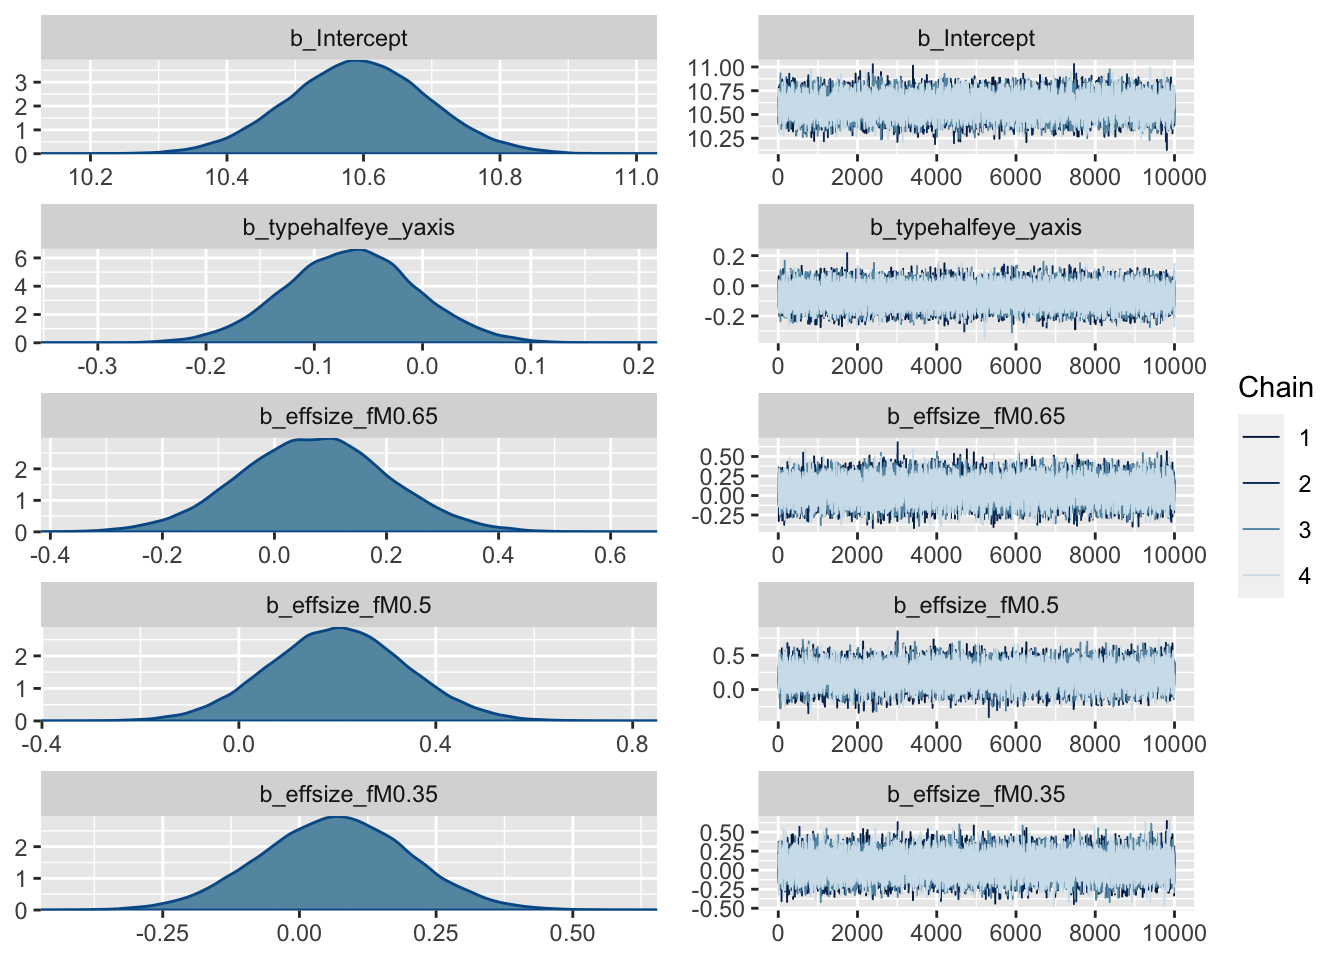 b_Intercept
3
2
1
0
10.2 10.4 10.6 10.8 11.0
b_Intercept
11.00
10.75
10.50
10.25
0 2000 4000 6000 8000 10000
b_typehalfeye_yaxis
6
4
2
0
-0.3 -0.2 -0.1 0.0 0.1 0.2
b_typehalfeye_yaxis
0.2
0.0
-0.2
0 2000 4000 6000 8000 10000
b_effsize_fM0.65
2
1
0
-0.4 -0.2 0.0 0.2 0.4 0.6
b_effsize_fM0.65
0.50
0.25
0.00
-0.25
0 2000 4000 6000 8000 10000
b_effsize_fM0.5
2
1
0
-0.4 0.0 0.4 0.8
b_effsize_fM0.5
0.5
0.0
0 2000 4000 6000 8000 10000
b_effsize_fM0.35
2
1
0
-0.25 0.00 0.25 0.50
b_effsize_fM0.35
0.50
0.25
0.00
-0.25
-0.50
0 2000 4000 6000 8000 10000
Chain
1
2
3
4